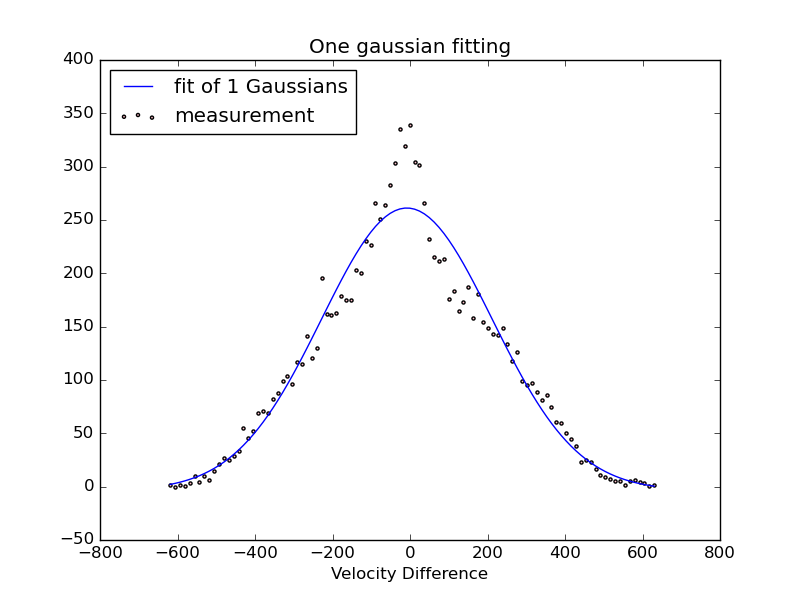 One gaussian fitting
fit of 1 Gaussians
measurement
400
350
300
250
200
150
100
50
0
−50
−800 −600 −400 −200 0 200 400 600 800
Velocity Difference